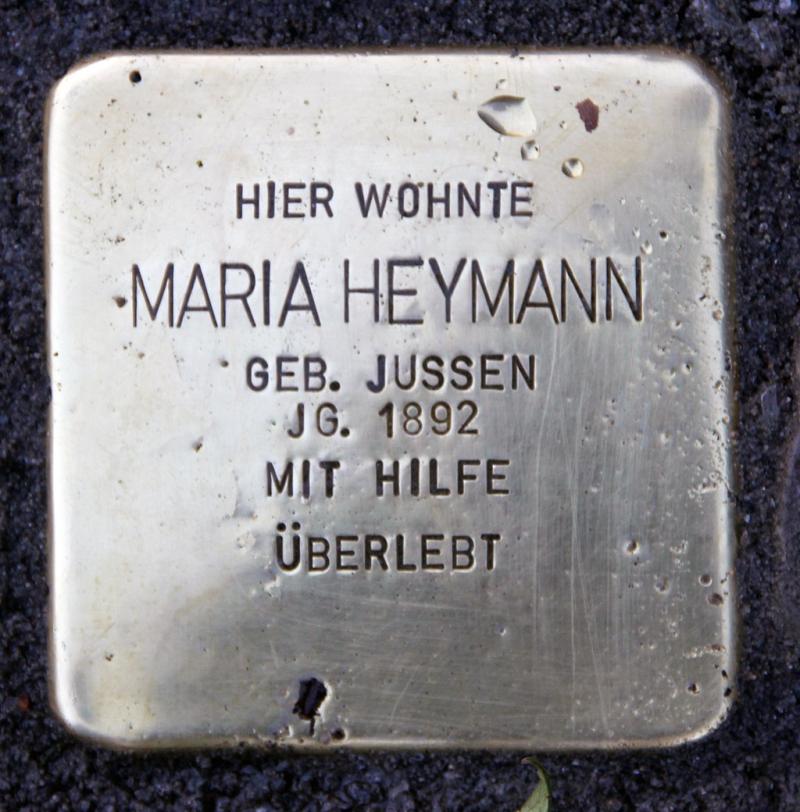 HIER WOHNTE
MARIA HEYMANN
GEB. JUSSEN
JG. 1892
MIT HILFE
ÜBERLEBT